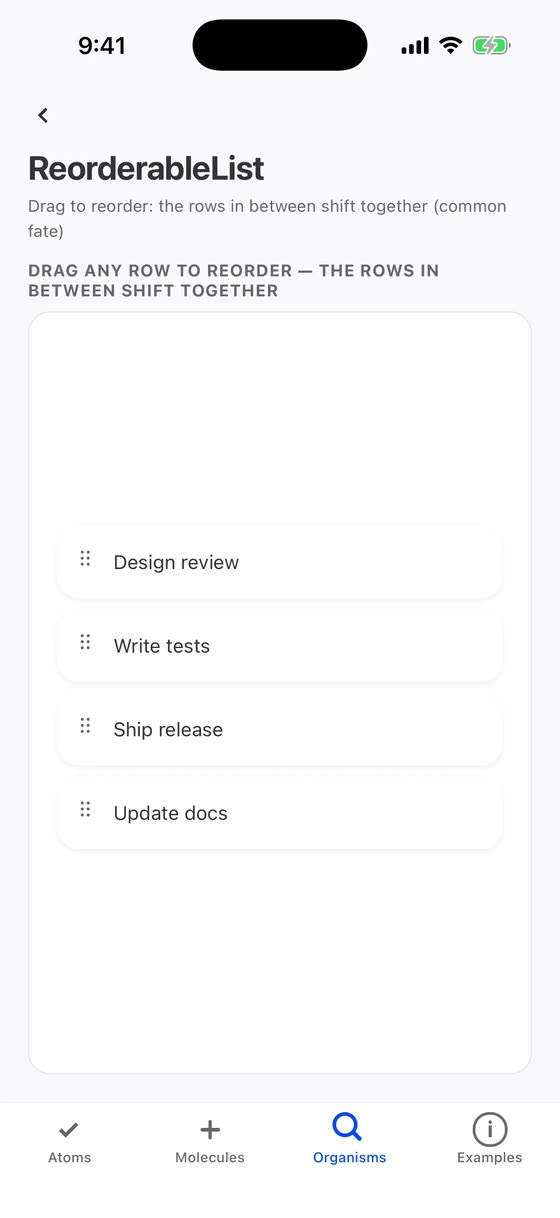 9:41
ReorderableList
Drag to reorder: the rows in between shift together (common
fate)
DRAG ANY ROW TO REORDER — THE ROWS IN
BETWEEN SHIFT TOGETHER
Design review
Write tests
Ship release
Update docs
Atoms
Molecules
Organisms
Examples